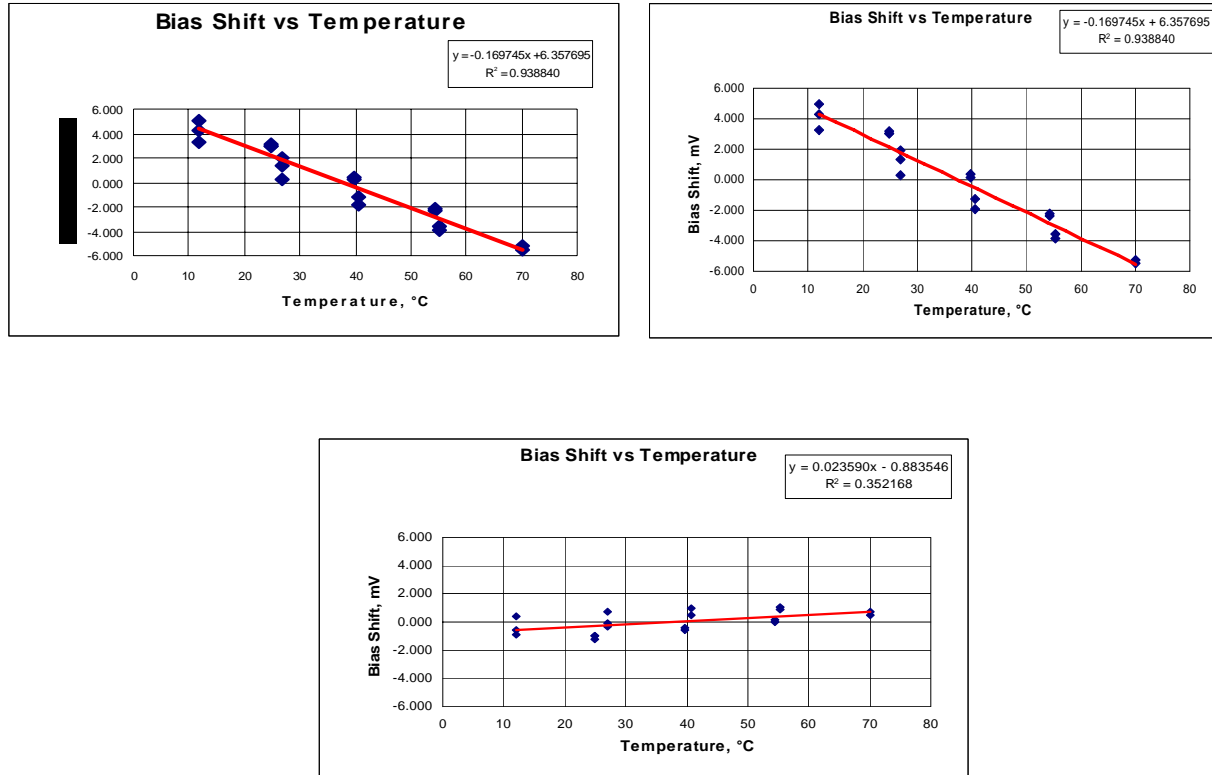 Bias Shift vs Temperature
y = -0.169745x +6.357695
R² = 0.938840
6.000
4.000
2.000
0.000
-2.000
-4.000
-6.000
0 10 20 30 40 50 60 70 80
Temperature, °C
Bias Shift vs Temperature
y = -0.169745x + 6.357695
R² = 0.938840
Bias Shift, mV
6.000
4.000
2.000
0.000
-2.000
-4.000
-6.000
0 10 20 30 40 50 60 70 80
Temperature, °C
Bias Shift vs Temperature
y = 0.023590x - 0.883546
R² = 0.352168
Bias Shift, mV
6.000
4.000
2.000
0.000
-2.000
-4.000
-6.000
0 10 20 30 40 50 60 70 80
Temperature, °C